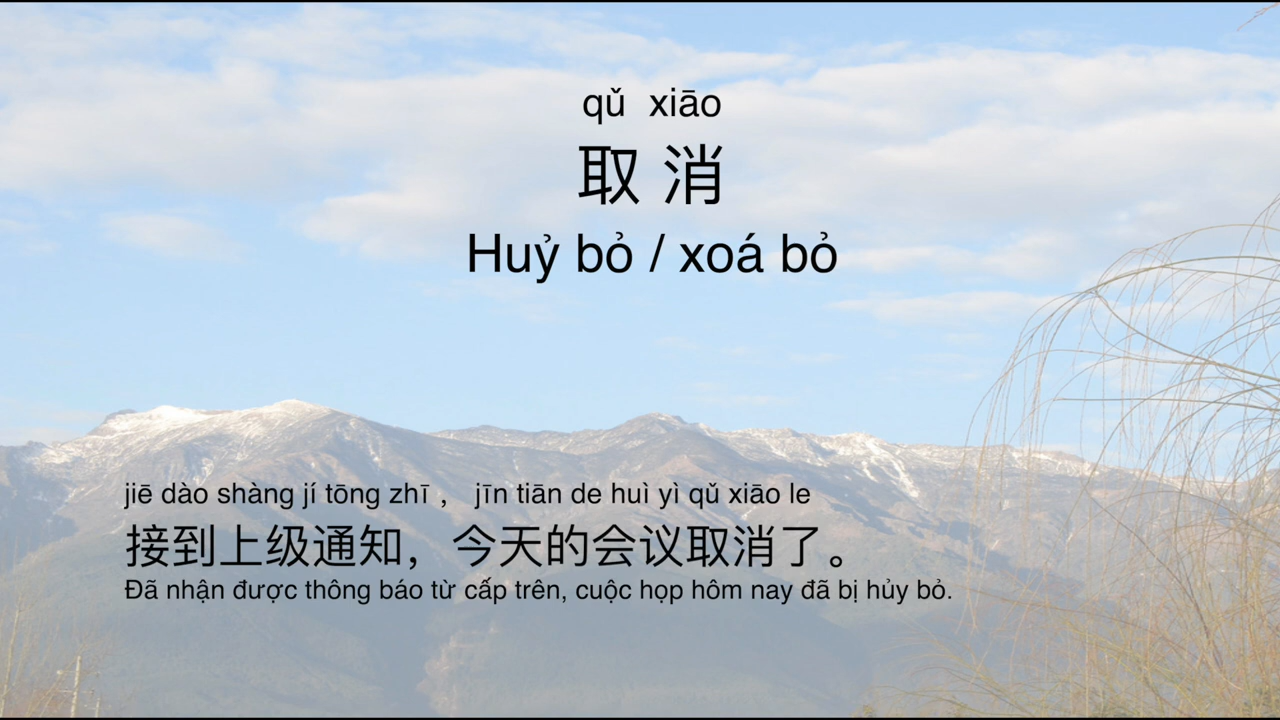 qǔ xiāo
取 消
Huỷ bỏ / xoá bỏ
jiē dào shàng jí tōng zhī ， jīn tiān de huì yì qǔ xiāo le
接到上级通知，今天的会议取消了。
Đã nhận được thông báo từ cấp trên, cuộc họp hôm nay đã bị hủy bỏ.